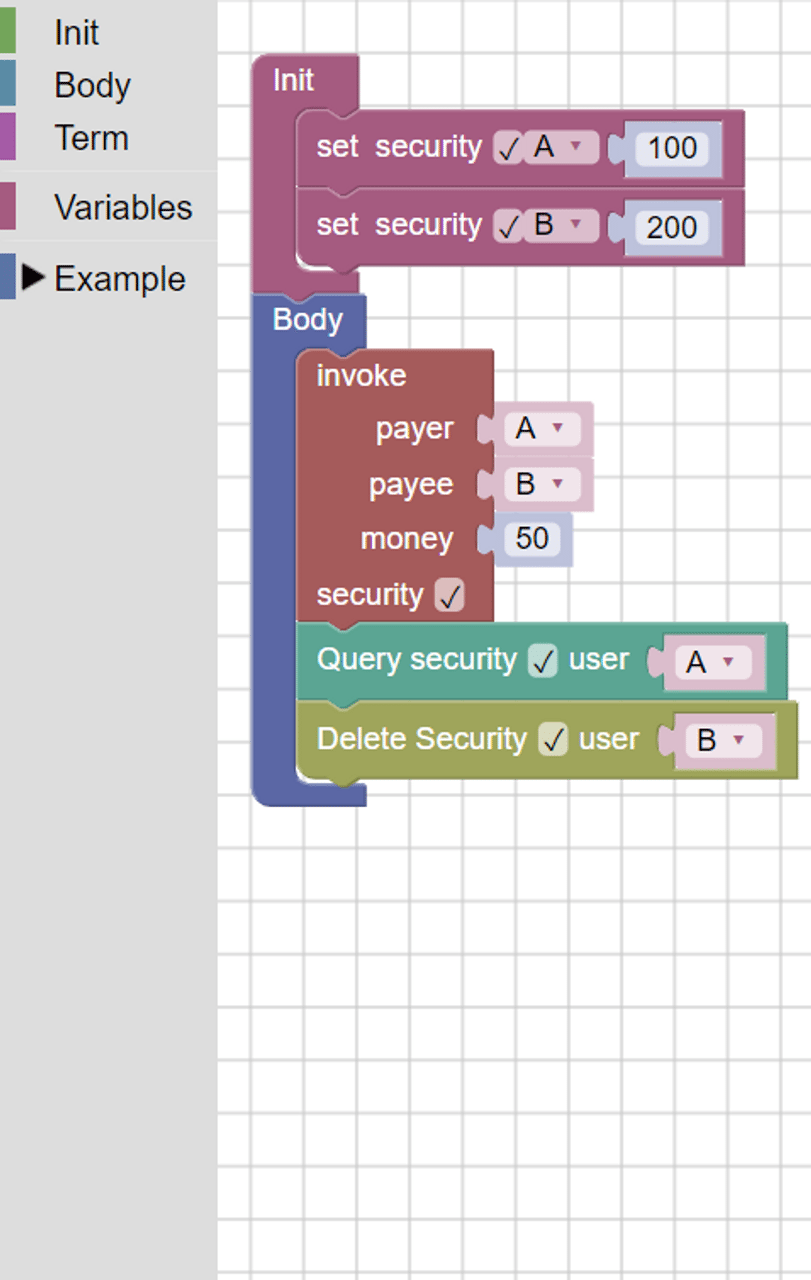 Init
Body
Term
Variables
Example
Init
set security ✓ A ▼ 100
set security ✓ B ▼ 200
Body
invoke
payer A ▼
payee B ▼
money 50
security ✓
Query security ✓ user A ▼
Delete Security ✓ user B ▼